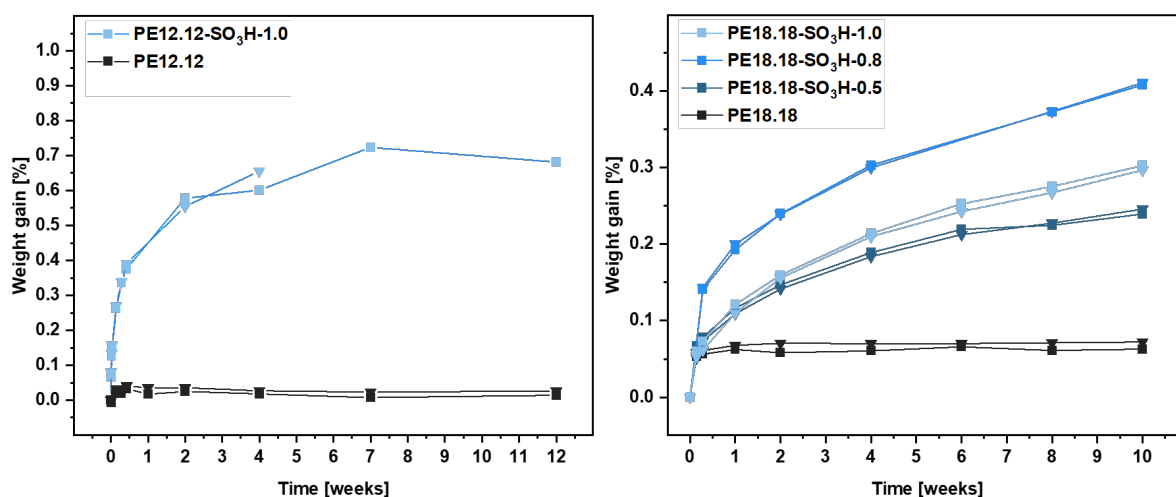 PE12.12-SO₃H-1.0
PE12.12
1.0
0.9
0.8
0.7
0.6
0.5
0.4
0.3
0.2
0.1
0.0
Weight gain [%]
0 1 2 3 4 5 6 7 8 9 10 11 12
Time [weeks]
PE18.18-SO₃H-1.0
PE18.18-SO₃H-0.8
PE18.18-SO₃H-0.5
PE18.18
0.4
0.3
0.2
0.1
0.0
Weight gain [%]
0 1 2 3 4 5 6 7 8 9 10
Time [weeks]